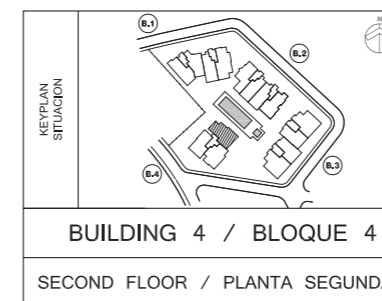 B.1
N
B.2
KEYPLAN
SITUACION
B.4
B.3
BUILDING 4 / BLOQUE 4
SECOND FLOOR / PLANTA SEGUNDA